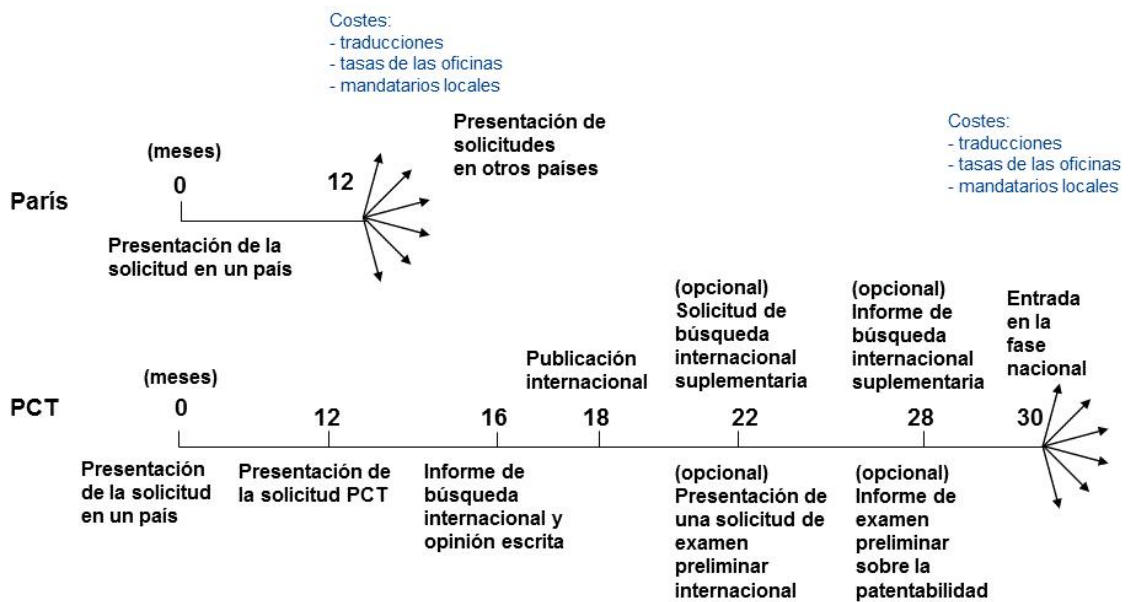 Costes:
- traducciones
- tasas de las oficinas
- mandatarios locales
Presentación de
solicitudes
en otros países
(meses)
0
12
París
Presentación de la
solicitud en un país
Costes:
- traducciones
- tasas de las oficinas
- mandatarios locales
(opcional)
Solicitud de
búsqueda
internacional
suplementaria
(opcional)
Informe de
búsqueda
internacional
suplementaria
Entrada
en la
fase
nacional
Publicación
internacional
(meses)
PCT
0
12
16
18
22
28
30
Presentación
de la solicitud
en un país
Presentación de
la solicitud PCT
Informe de
búsqueda
internacional y
opinión escrita
(opcional)
Presentación de
una solicitud de
examen
preliminar
internacional
(opcional)
Informe de
examen
preliminar
sobre la
patentabilidad